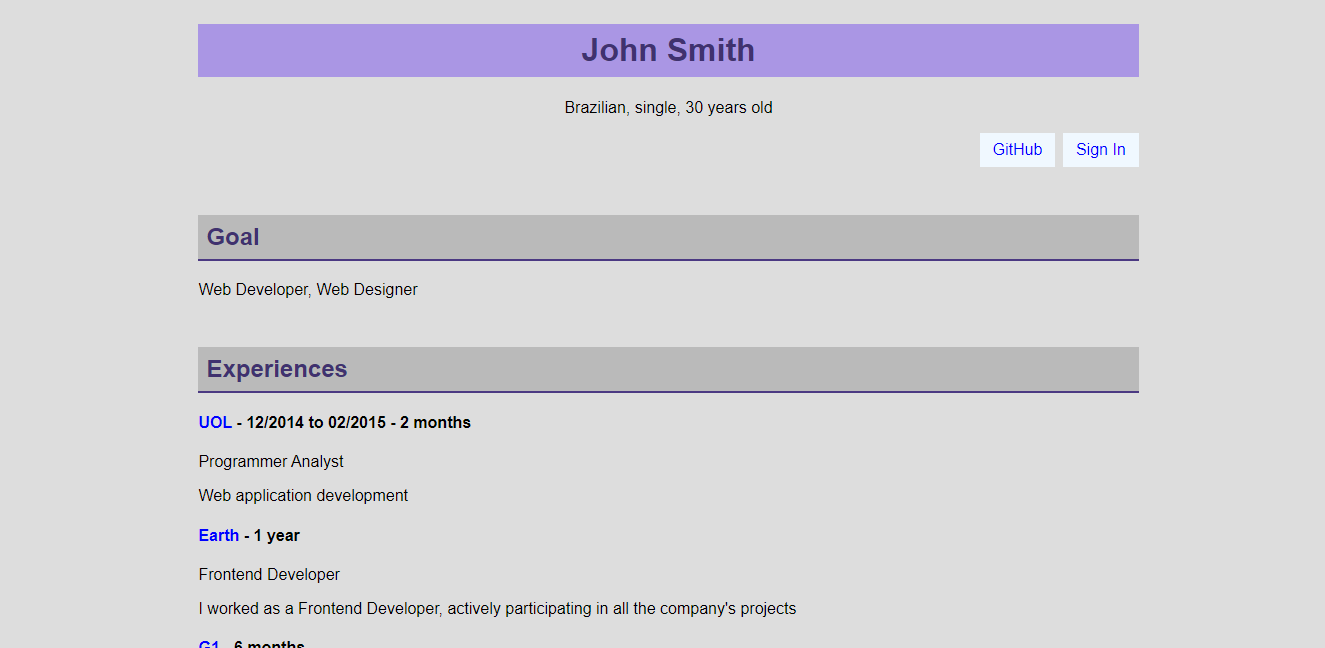 John Smith
Brazilian, single, 30 years old
GitHub Sign In
Goal
Web Developer, Web Designer
Experiences
UOL - 12/2014 to 02/2015 - 2 months
Programmer Analyst
Web application development
Earth - 1 year
Frontend Developer
I worked as a Frontend Developer, actively participating in all the company's projects
G1 - 6 months